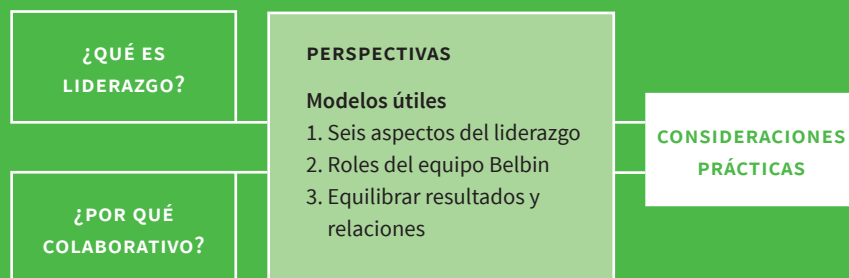 ¿QUÉ ES
LIDERAZGO?
¿POR QUÉ
COLABORATIVO?
PERSPECTIVAS
Modelos útiles
1. Seis aspectos del liderazgo
2. Roles del equipo Belbin
3. Equilibrar resultados y
relaciones
CONSIDERACIONES
PRÁCTICAS